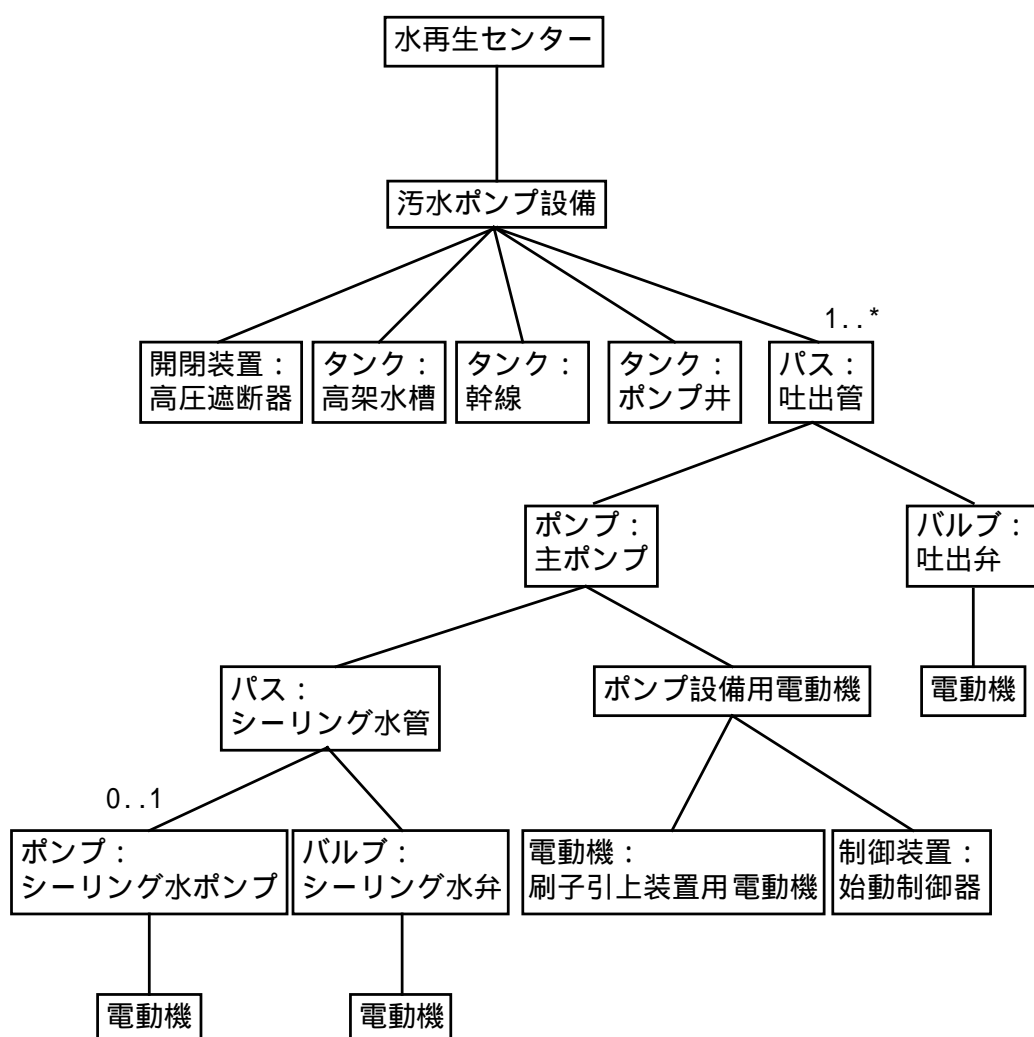 水再生センター
汚水ポンプ設備
1..*
開閉装置：
高圧遮断器
タンク：
高架水槽
タンク：
幹線
タンク：
ポンプ井
パス：
吐出管
ポンプ：
主ポンプ
バルブ：
吐出弁
パス：
シーリング水管
ポンプ設備用電動機
電動機
0..1
ポンプ：
シーリング水ポンプ
バルブ：
シーリング水弁
電動機：
刷子引上装置用電動機
制御装置：
始動制御器
電動機
電動機